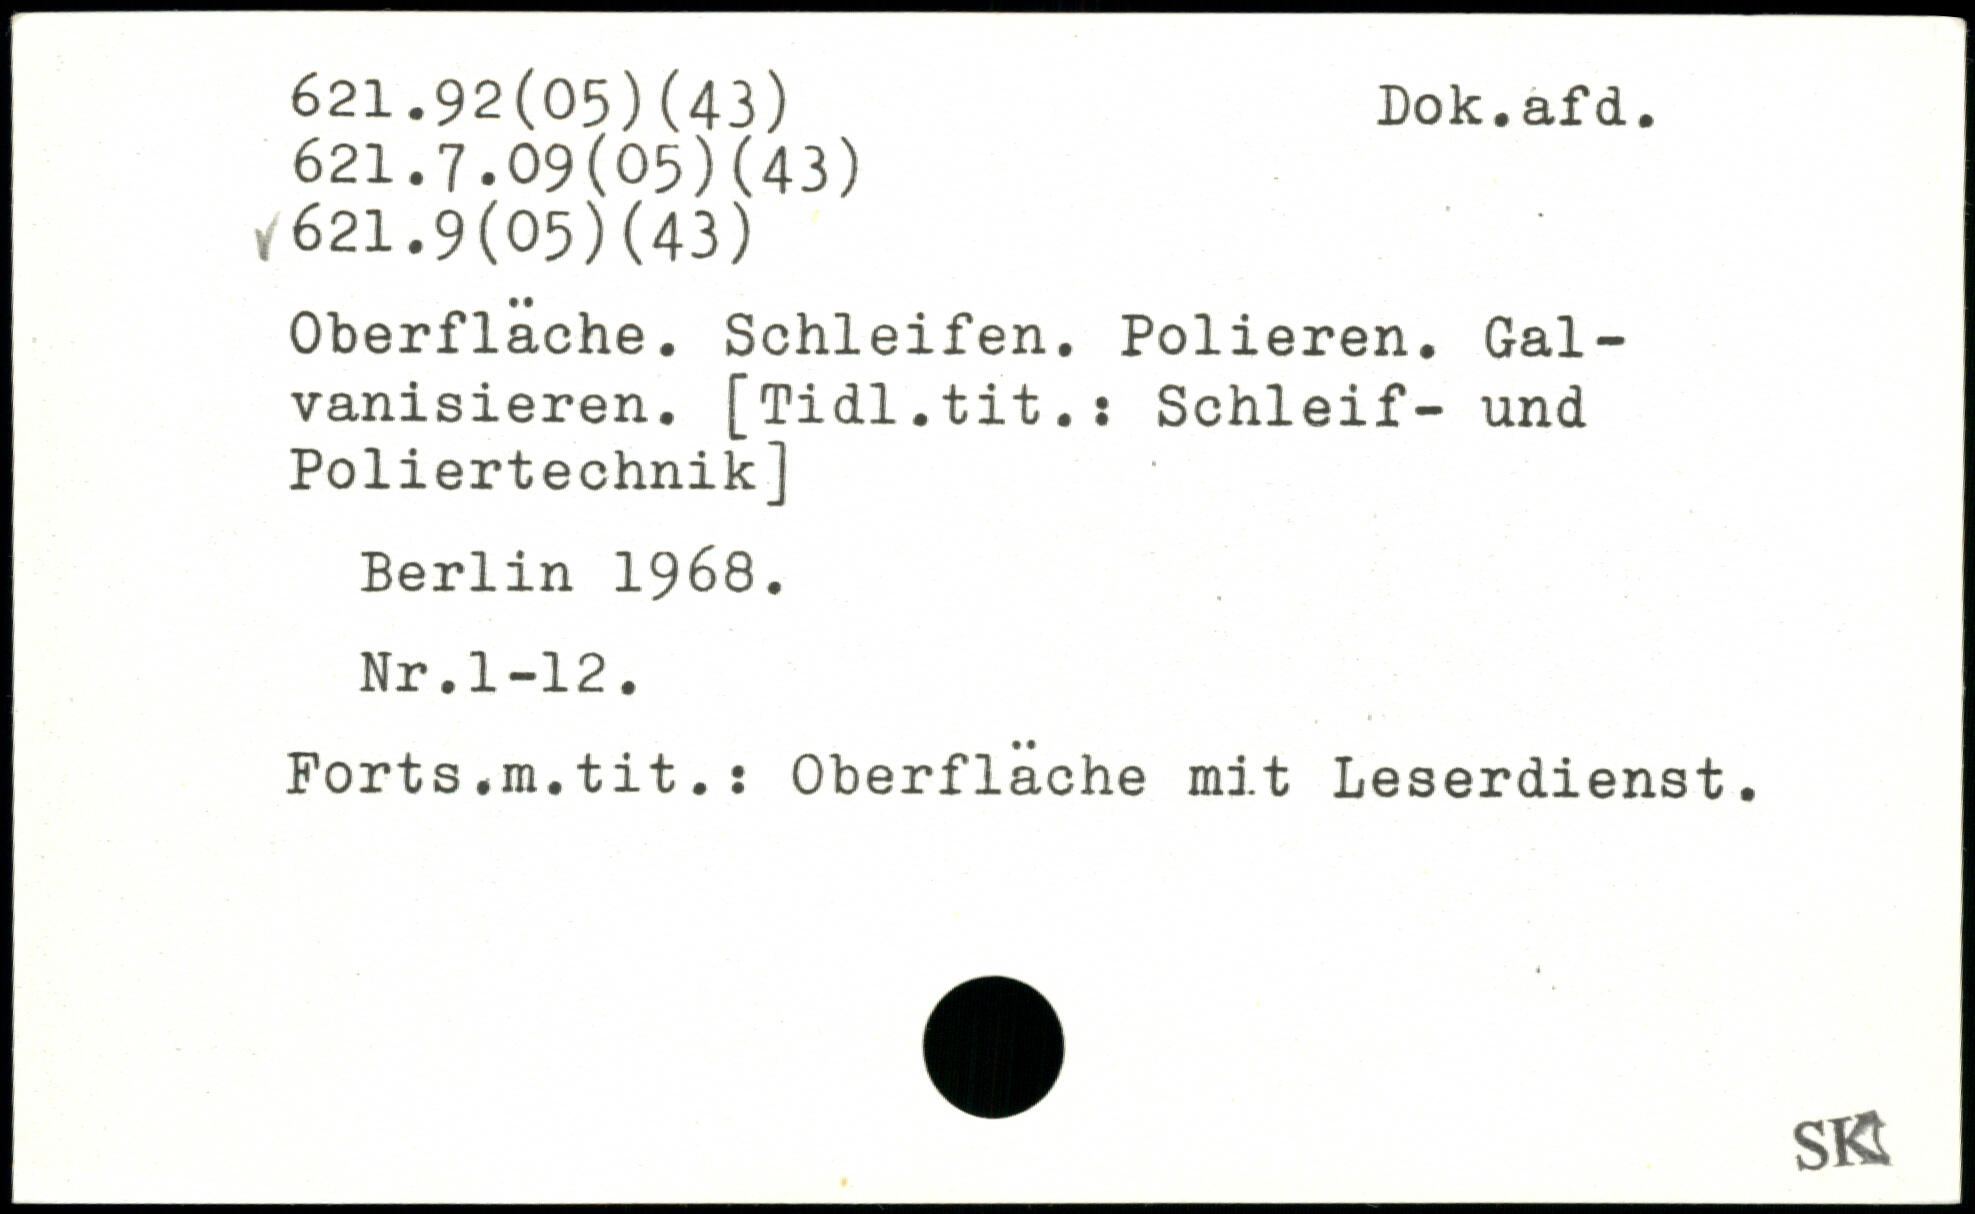 621.92(05)(43) Dok.afd.
621.7.09(05)(43)
√621.9(05)(43)
Oberfläche. Schleifen. Polieren. Gal-
vanisieren. [Tidl.tit.: Schleif- und
Poliertechnik]
Berlin 1968.
Nr.1-12.
Forts.m.tit.: Oberfläche mit Leserdienst.
SK